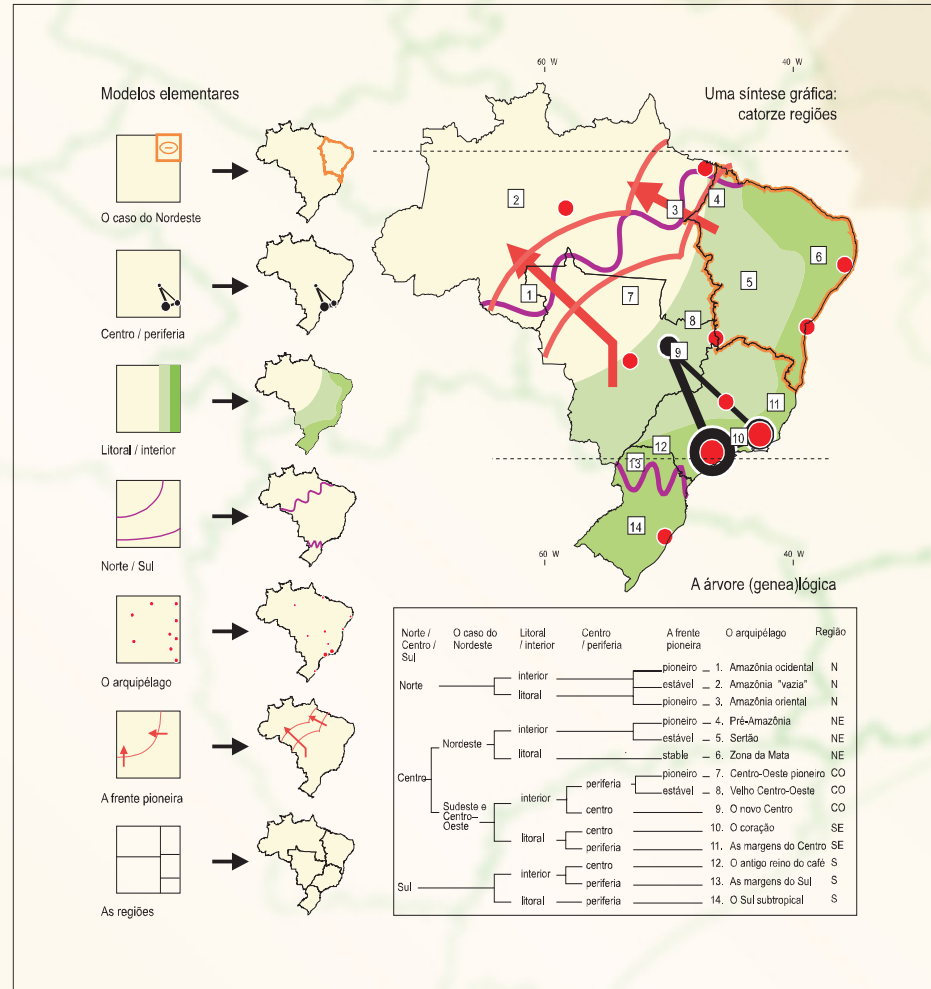 Modelos elementares
O caso do Nordeste
Centro / periferia
Litoral / interior
Norte / Sul
O arquipélago
A frente pioneira
As regiões
60 W
40 W
Uma síntese gráfica:
catorze regiões
1
2
3
4
5
6
7
8
9
10
11
12
13
14
60 W
40 W
A árvore (genea)lógica
Norte /
Centro /
Sul
O caso do
Nordeste
Litoral
/ interior
Centro
/ periferia
A frente
pioneira
O arquipélago
Região
Norte
interior
litoral
pioneiro 1. Amazônia ocidental N
estável 2. Amazônia "vazia" N
pioneiro 3. Amazônia oriental N
Centro
Nordeste
interior
pioneiro 4. Pré-Amazônia NE
estável 5. Sertão NE
litoral
stable 6. Zona da Mata NE
Sudeste e
Centro-
Oeste
interior
periferia
pioneiro 7. Centro-Oeste pioneiro CO
estável 8. Velho Centro-Oeste CO
centro 9. O novo Centro CO
litoral
centro 10. O coração SE
periferia 11. As margens do Centro SE
Sul
interior
centro 12. O antigo reino do café S
periferia 13. As margens do Sul S
litoral periferia 14. O Sul subtropical S